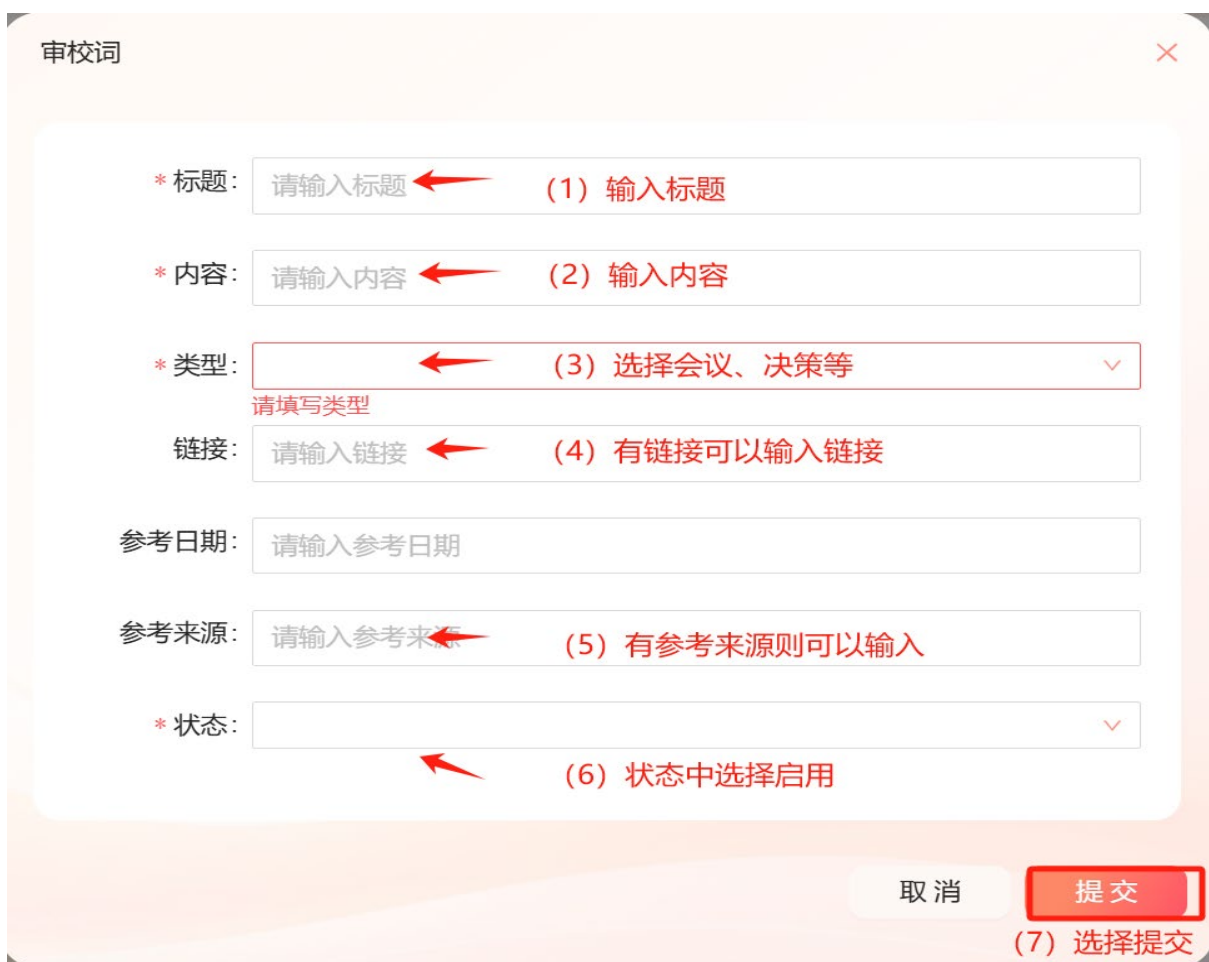 审校词
* 标题: 请输入标题 （1）输入标题
* 内容: 请输入内容 （2）输入内容
* 类型: （3）选择会议、决策等
请填写类型
链接: 请输入链接 （4）有链接可以输入链接
参考日期: 请输入参考日期
参考来源: 请输入参考来源 （5）有参考来源则可以输入
* 状态:
（6）状态中选择启用
取 消 提 交
（7）选择提交